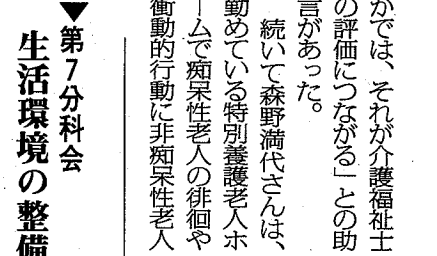 かでは、それが介護福祉士
の評価につながる」との助
言があった。
続いて森野満代さんは、
勤めている特別養護老人ホ
ームで痴呆性老人の徘徊や
衝動的行動に非痴呆性老人
▼第7分科会
生活環境の整備